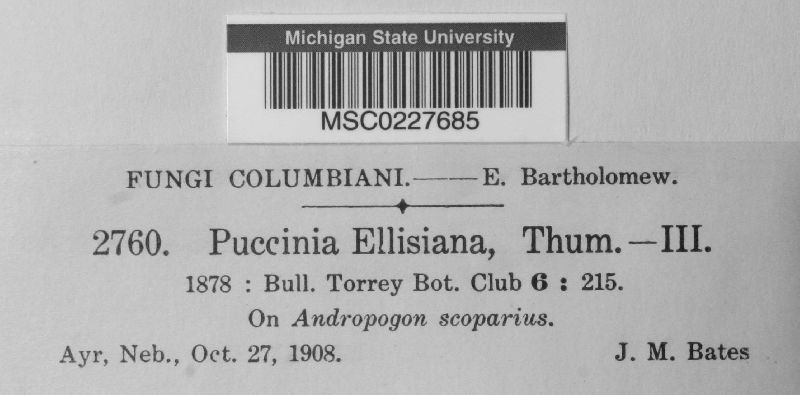 Michigan State University
MSC0227685
FUNGI COLUMBIANI.——E. Bartholomew.
2760. Puccinia Ellisiana, Thum.—III.
1878 : Bull. Torrey Bot. Club 6 : 215.
On Andropogon scoparius.
Ayr, Neb., Oct. 27, 1908. J. M. Bates